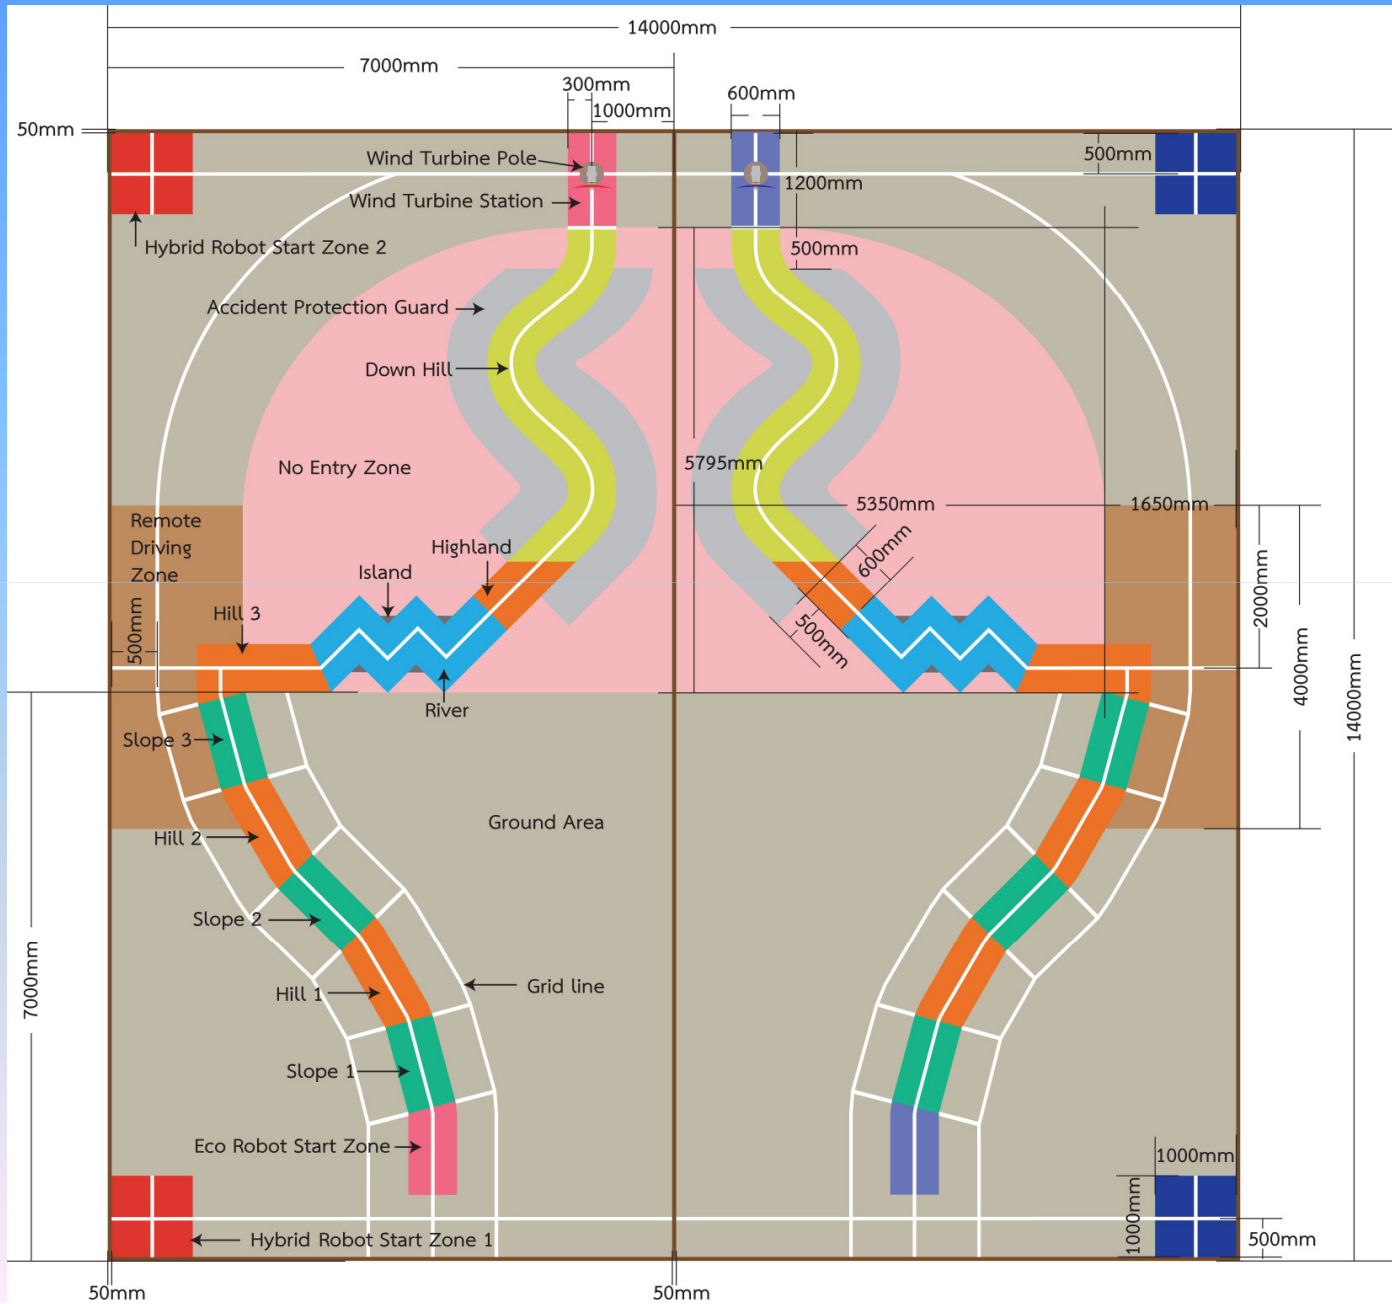 14000mm
7000mm
300mm
600mm
1000mm
50mm
Wind Turbine Pole
500mm
1200mm
Wind Turbine Station
Hybrid Robot Start Zone 2
500mm
Accident Protection Guard
Down Hill
No Entry Zone
5795mm
5350mm
1650mm
Remote
Driving
Zone
Highland
600mm
Island
2000mm
Hill 3
500mm
500mm
4000mm
14000mm
River
Slope 3
Ground Area
Hill 2
Slope 2
7000mm
Hill 1
Grid line
Slope 1
Eco Robot Start Zone
1000mm
1000mm
Hybrid Robot Start Zone 1
500mm
50mm
50mm